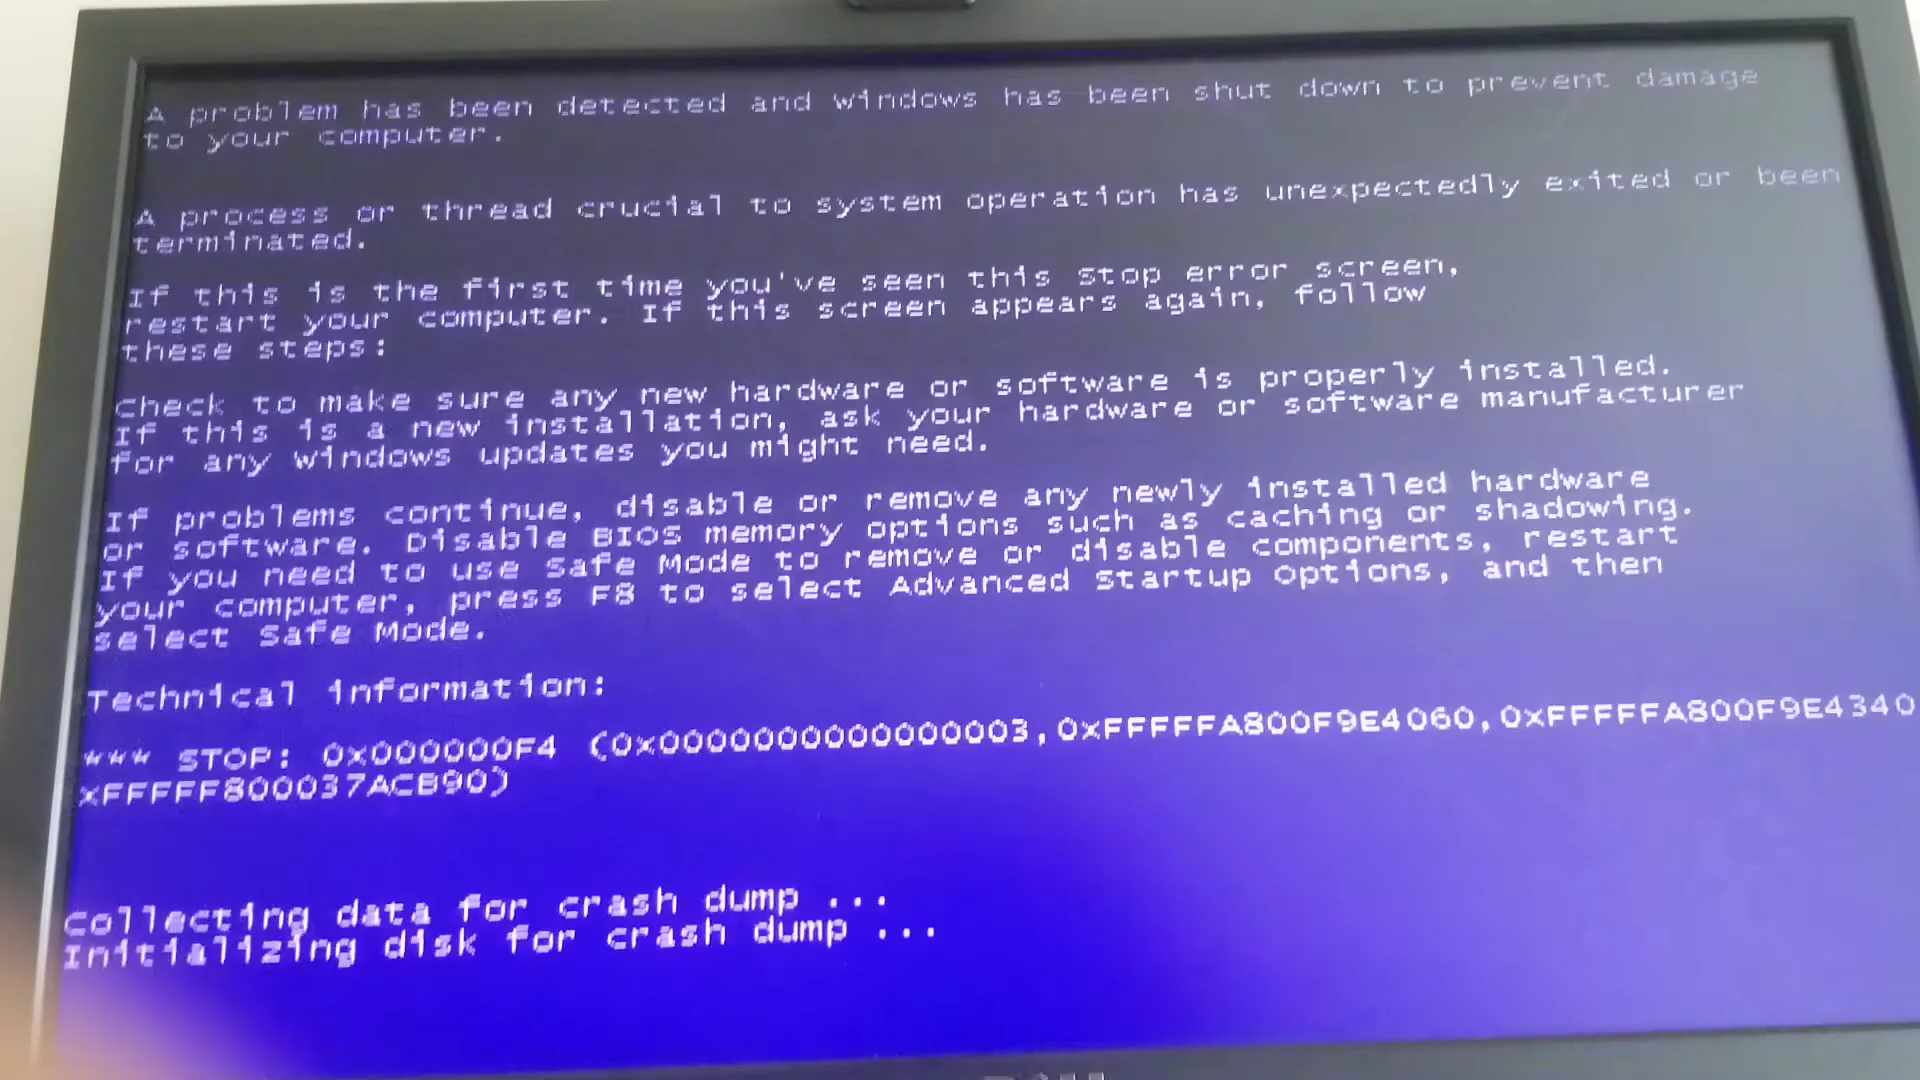 A problem has been detected and windows has been shut down to prevent damage
to your computer.
A process or thread crucial to system operation has unexpectedly exited or been
terminated.
If this is the first time you've seen this stop error screen,
restart your computer. If this screen appears again, follow
these steps:
Check to make sure any new hardware or software is properly installed.
If this is a new installation, ask your hardware or software manufacturer
for any windows updates you might need.
If problems continue, disable or remove any newly installed hardware
or software. Disable BIOS memory options such as caching or shadowing.
If you need to use Safe Mode to remove or disable components, restart
your computer, press F8 to select Advanced Startup Options, and then
select Safe Mode.
Technical information:
*** STOP: 0x000000F4 (0x0000000000000003,0xFFFFFA800F9E4060,0xFFFFFA800F9E4340
xFFFFF800037ACB90)
Collecting data for crash dump ...
Initializing disk for crash dump ...